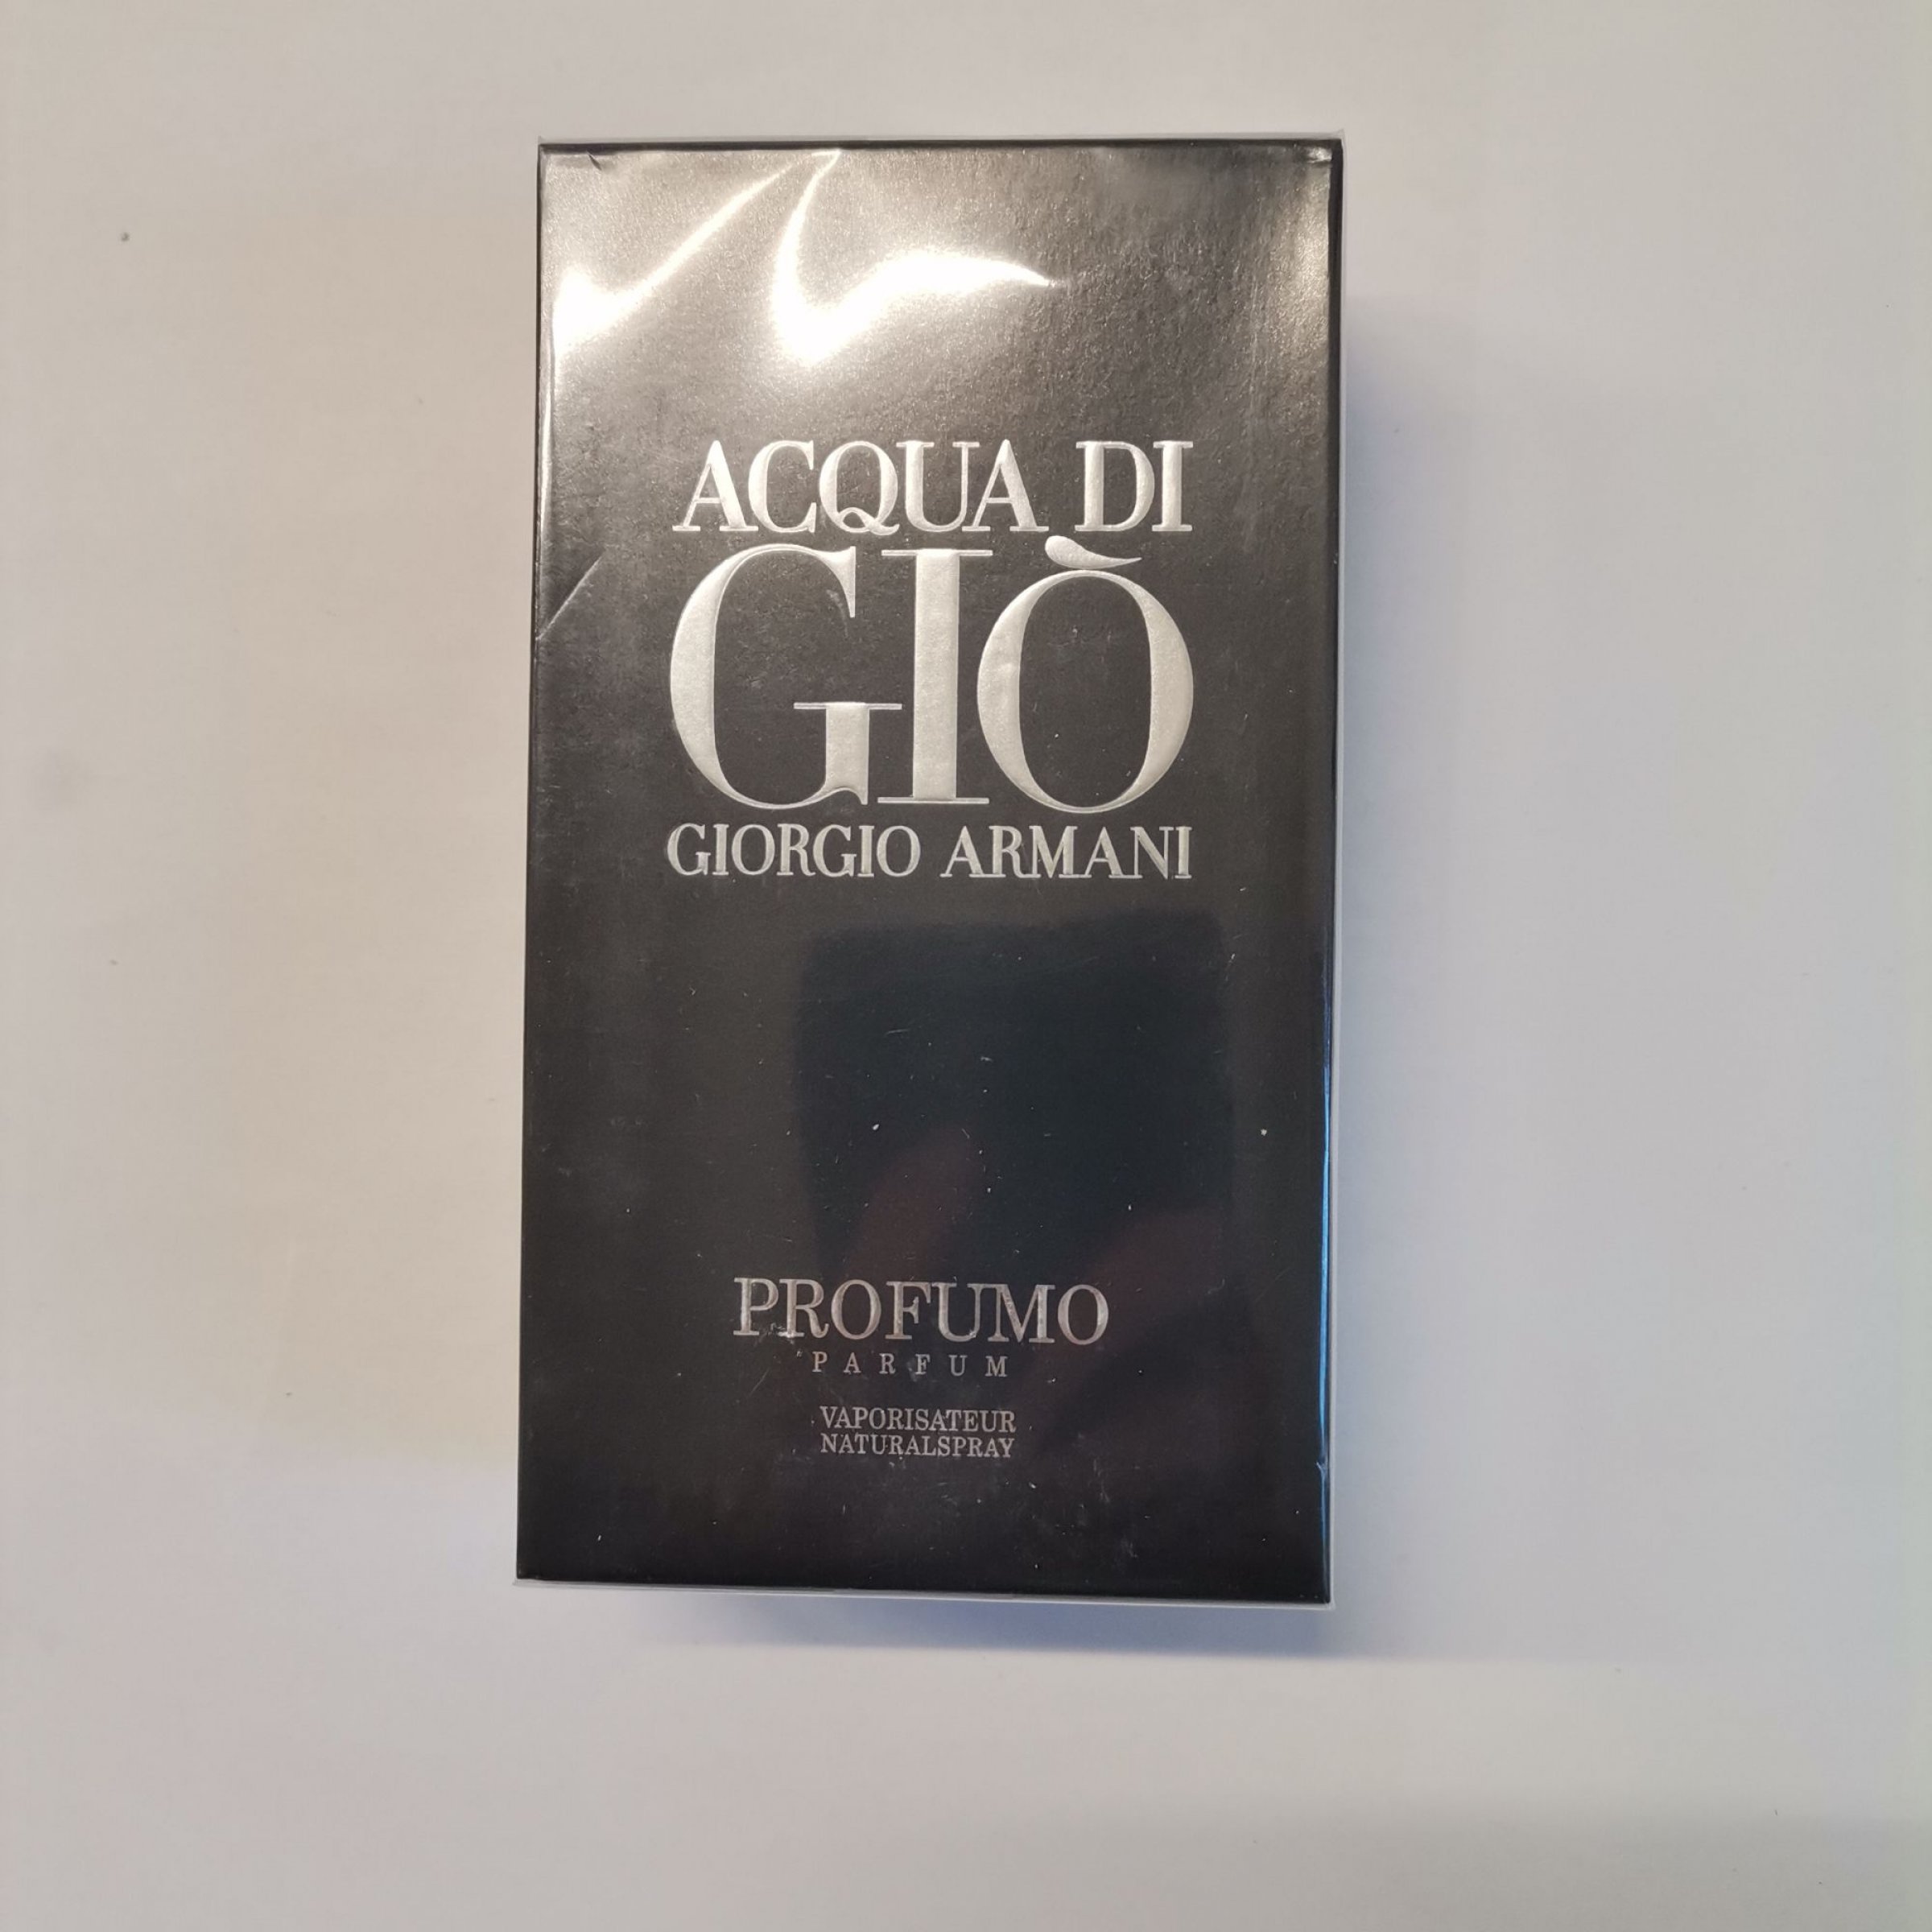 ACQUA DI
GIÒ
GIORGIO ARMANI
PROFUMO
PARFUM
VAPORISATEUR
NATURALSPRAY